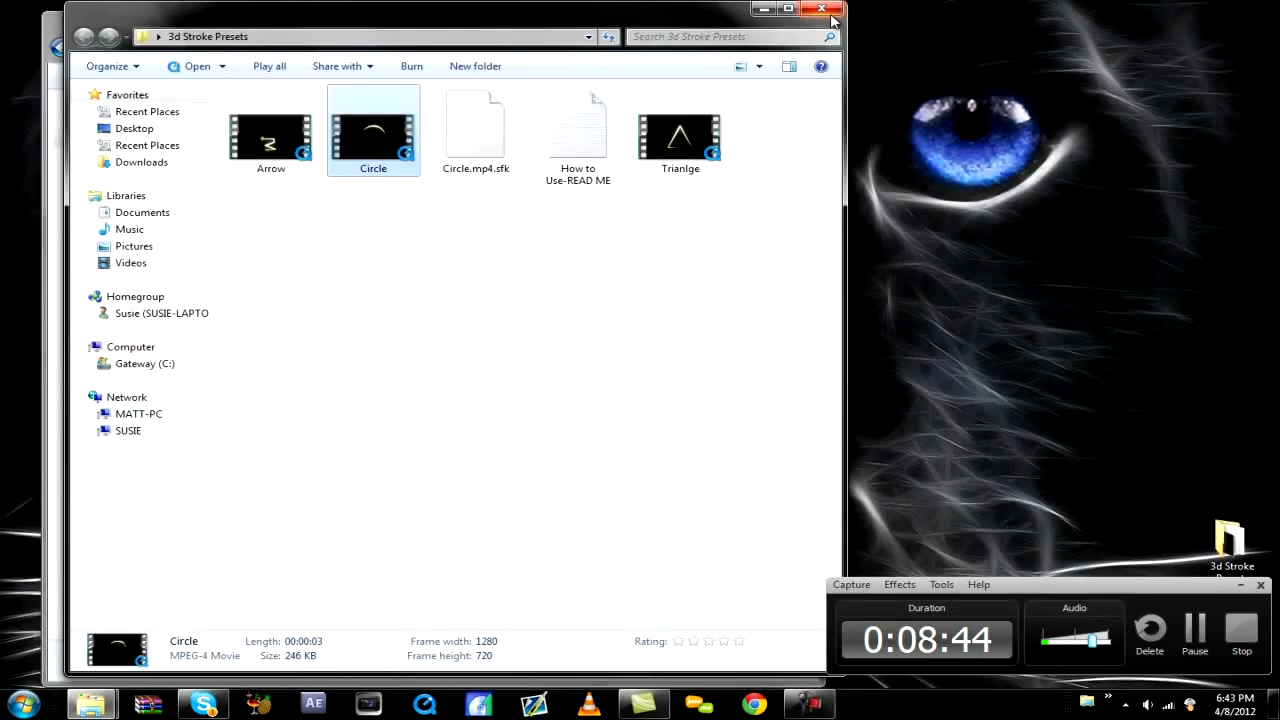 3d Stroke Presets
Search 3d Stroke Presets
Organize
Open
Play all
Share with
Burn
New folder
Favorites
Recent Places
Desktop
Recent Places
Downloads
Libraries
Documents
Music
Pictures
Videos
Homegroup
Susie (SUSIE-LAPTO
Computer
Gateway (C:)
Network
MATT-PC
SUSIE
Arrow
Circle
Circle.mp4.sfk
How to
Use-READ ME
Trianlge
3d Stroke
Circle
Length: 00:00:03
Frame width: 1280
Rating:
MPEG-4 Movie
Size: 246 KB
Frame height: 720
Capture Effects Tools Help
Duration
Audio
0:08:44
Delete
Pause
Stop
Ae
join me
6:43 PM
4/8/2012